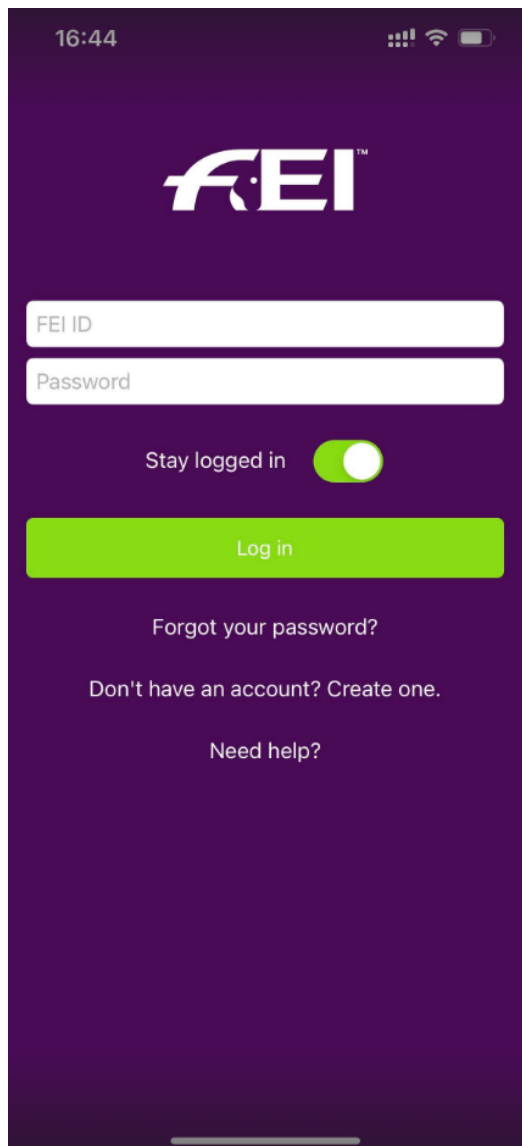 16:44
FEI™
FEI ID
Password
Stay logged in
Log in
Forgot your password?
Don't have an account? Create one.
Need help?